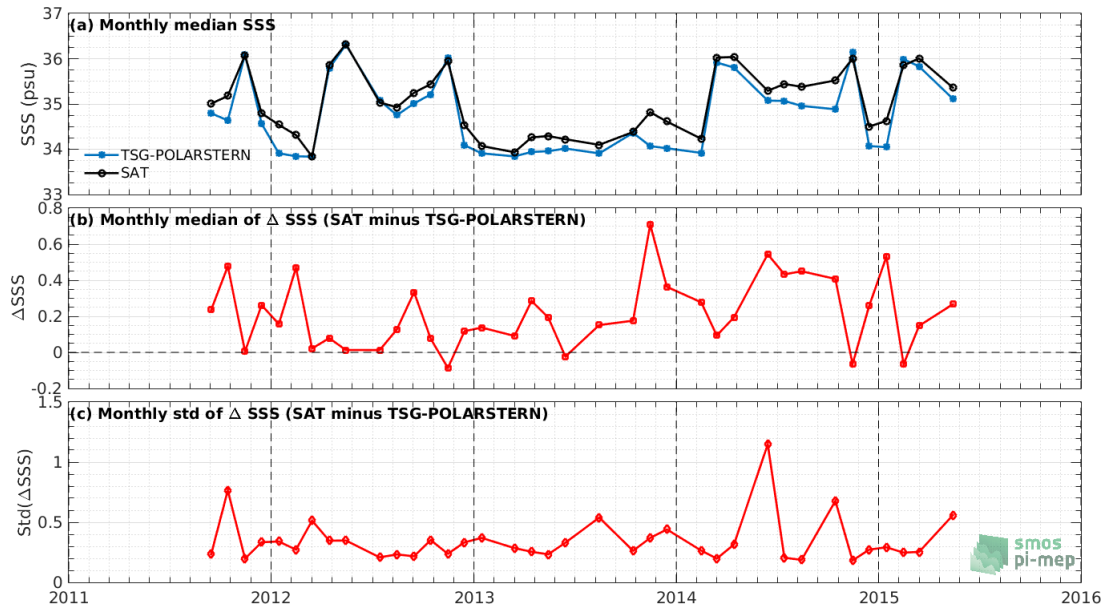 (a) Monthly median SSS
37
36
35
34
33
SSS (psu)
TSG-POLARSTERN
SAT
(b) Monthly median of Δ SSS (SAT minus TSG-POLARSTERN)
0.8
0.6
0.4
0.2
0
-0.2
ΔSSS
(c) Monthly std of Δ SSS (SAT minus TSG-POLARSTERN)
1.5
1
0.5
0
Std(ΔSSS)
smos
pi-mep
2011 2012 2013 2014 2015 2016